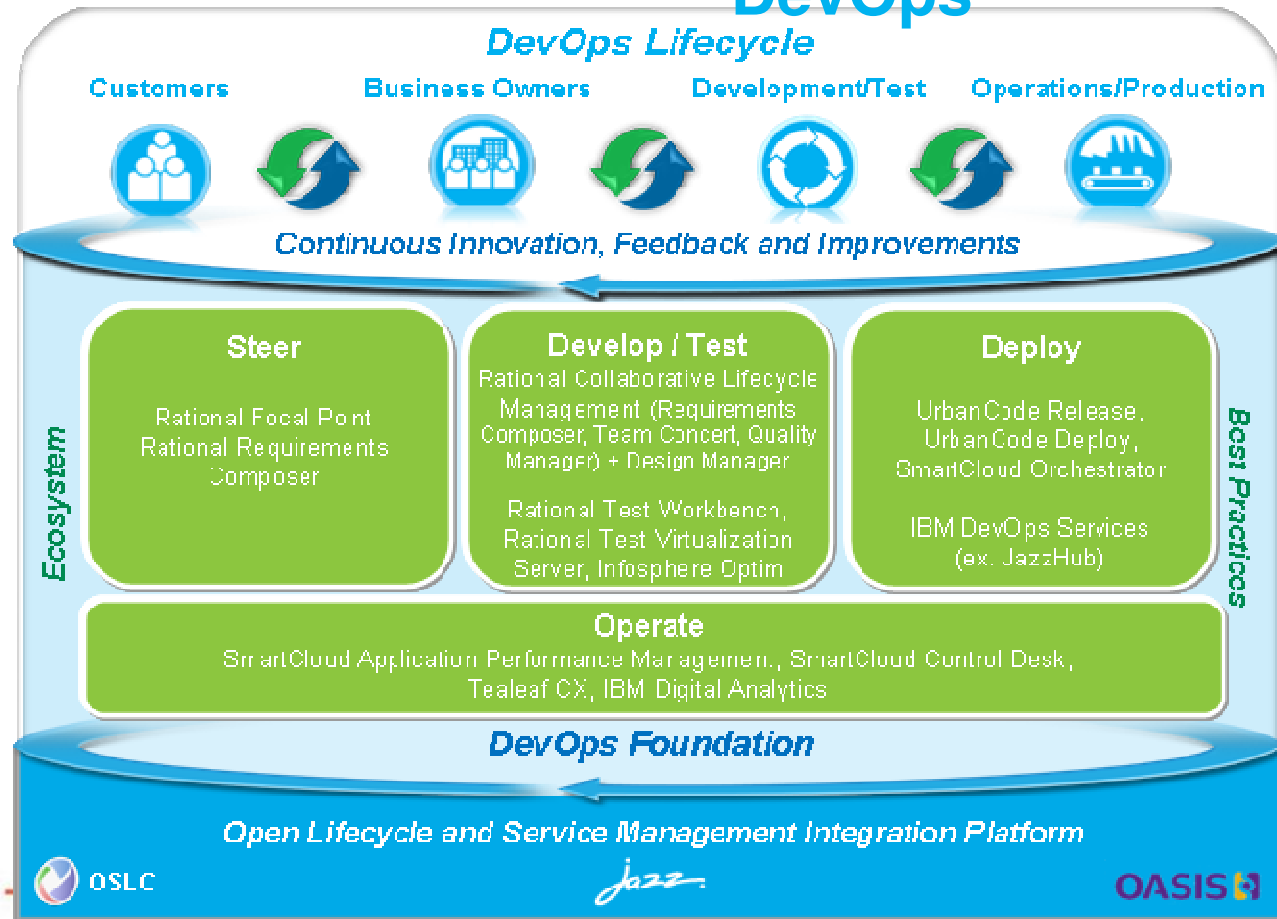 DevOps
DevOps Lifecycle
Customers
Business Owners
Development/Test
Operations/Production
Continuous Innovation, Feedback and Improvements
Steer
Rational Focal Point
Rational Requirements
Composer
Develop / Test
Rational Collaborative Lifecycle
Management (Requirements
Composer, Team Concert, Quality
Manager) + Design Manager
Rational Test Workbench,
Rational Test Virtualization
Server, Infosphere Optim
Deploy
UrbanCode Release,
UrbanCode Deploy,
SmartCloud Orchestrator
IBM DevOps Services
(ex. JazzHub)
Ecosystem
Best Practices
Operate
SmartCloud Application Performance Management, SmartCloud Control Desk,
Tealeaf CX, IBM Digital Analytics
DevOps Foundation
Open Lifecycle and Service Management Integration Platform
OSLC
Jazz
OASIS